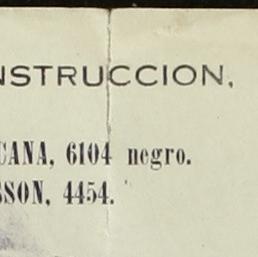 NSTRUCCION,
CANA, 6104 negro.
SSON, 4454.